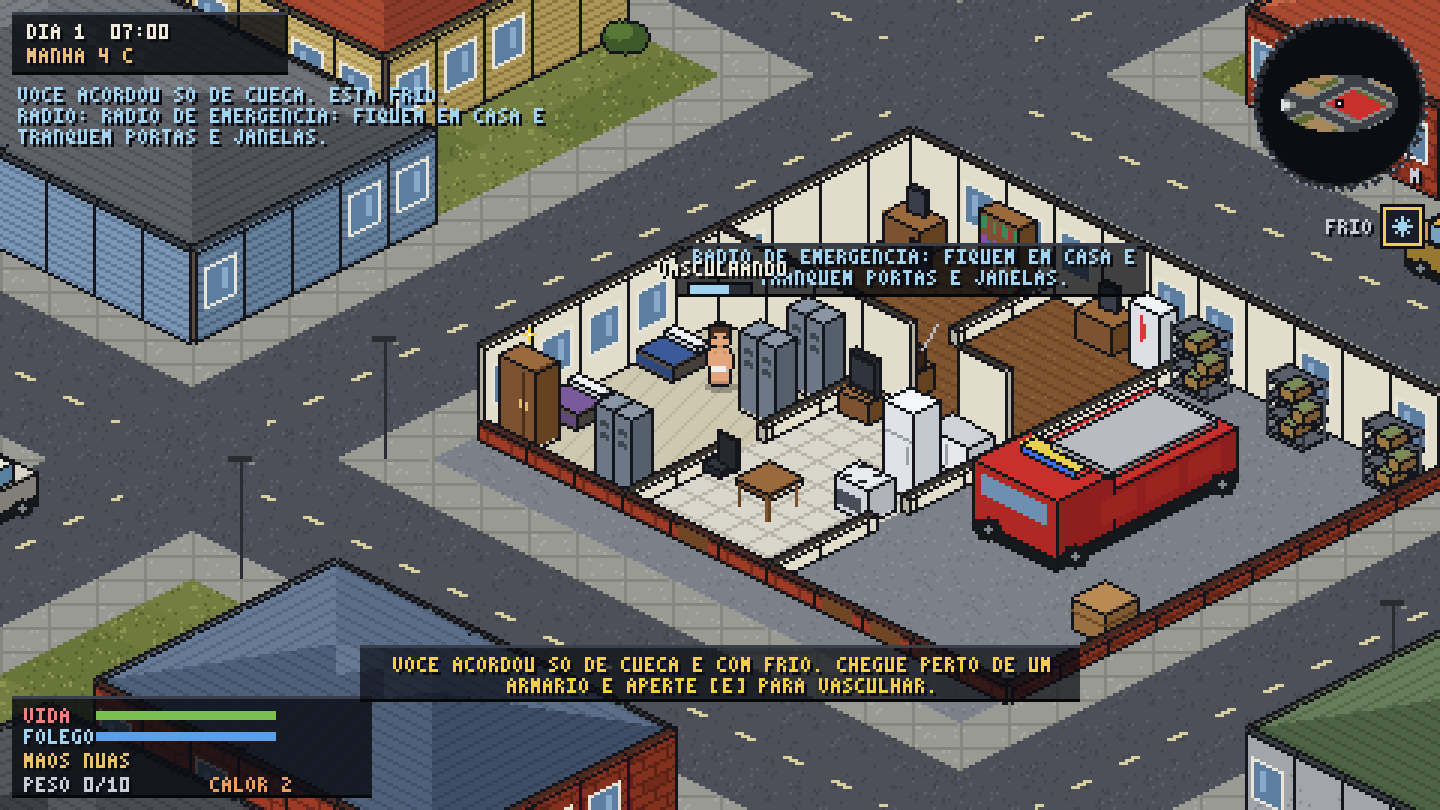 DIA 1 07:00
MANHA 4 C
VOCE ACORDOU SO DE CUECA. ESTA FRIO
RADIO: RADIO DE EMERGENCIA: FIQUEM EM CASA E
TRANQUEM PORTAS E JANELAS.
N
FRIO
RADIO DE EMERGENCIA: FIQUEM EM CASA E
VASCULHANDO
TRANQUEM PORTAS E JANELAS.
VOCE ACORDOU SO DE CUECA E COM FRIO. CHEGUE PERTO DE UM
ARMARIO E APERTE [E] PARA VASCULHAR.
VIDA
FOLEGO
MAOS NUAS
PESO 0/10 CALOR 2